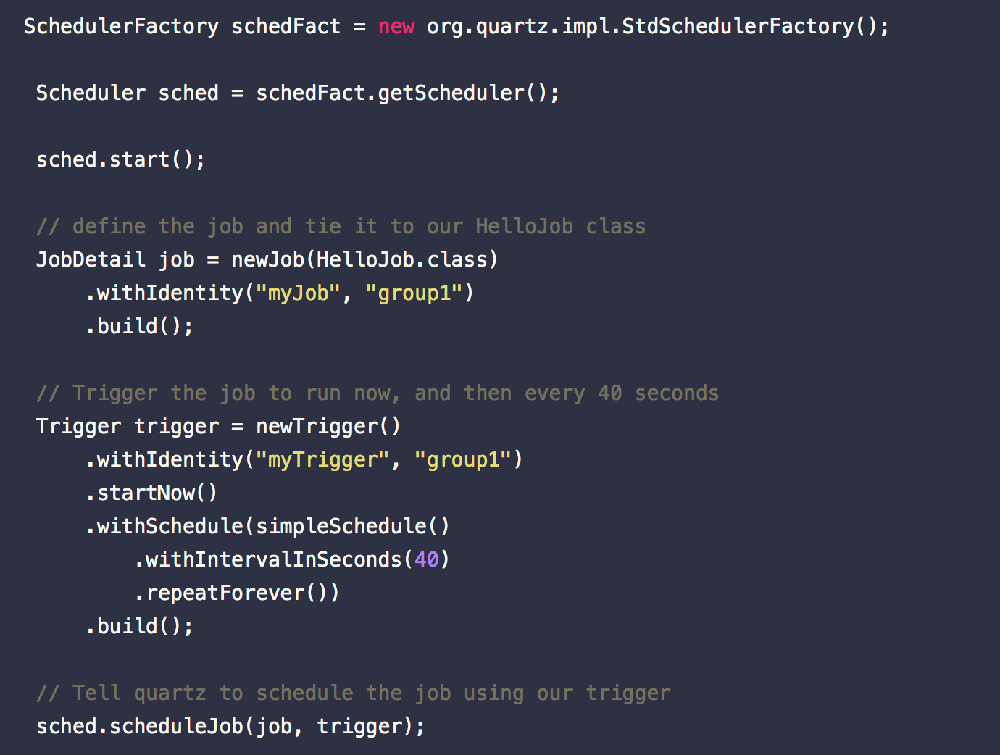 SchedulerFactory schedFact = new org.quartz.impl.StdSchedulerFactory();
Scheduler sched = schedFact.getScheduler();
sched.start();
// define the job and tie it to our HelloJob class
JobDetail job = newJob(HelloJob.class)
.withIdentity("myJob", "group1")
.build();
// Trigger the job to run now, and then every 40 seconds
Trigger trigger = newTrigger()
.withIdentity("myTrigger", "group1")
.startNow()
.withSchedule(simpleSchedule()
.withIntervalInSeconds(40)
.repeatForever())
.build();
// Tell quartz to schedule the job using our trigger
sched.scheduleJob(job, trigger);